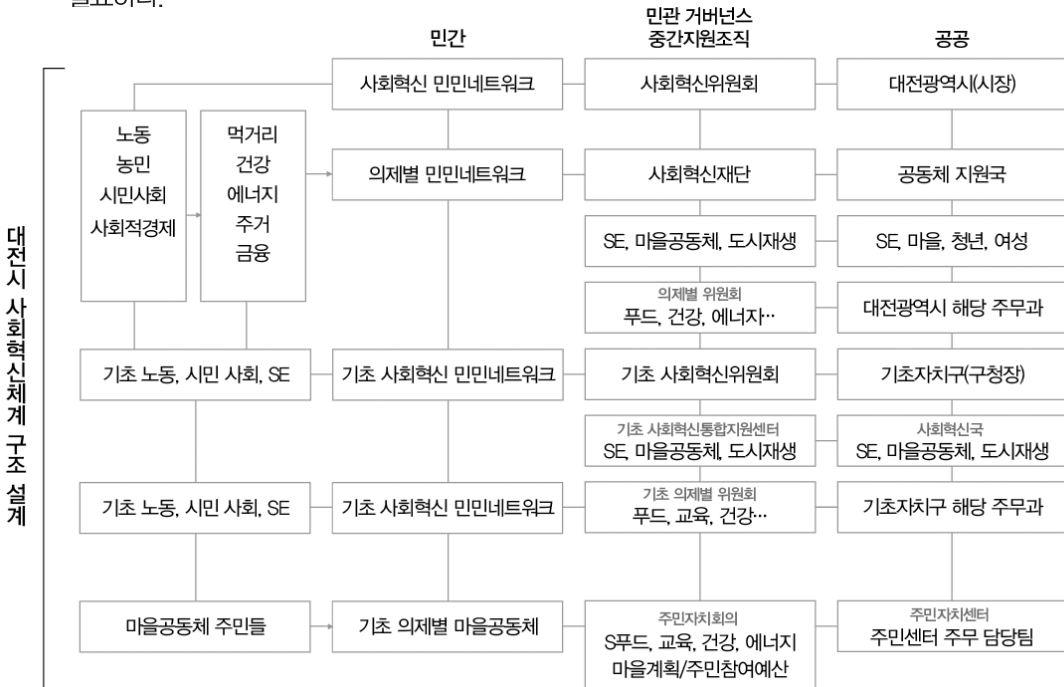 필요하다.
민간
민관 거버넌스
중간지원조직
공공
사회혁신 민민네트워크
사회혁신위원회
대전광역시(시장)
노동
농민
시민사회
사회적경제
먹거리
건강
에너지
주거
금융
의제별 민민네트워크
사회혁신재단
공동체 지원국
SE, 마을공동체, 도시재생
SE, 마을, 청년, 여성
의제별 위원회
푸드, 건강, 에너자…
대전광역시 해당 주무과
기초 노동, 시민 사회, SE
기초 사회혁신 민민네트워크
기초 사회혁신위원회
기초자치구(구청장)
기초 사회혁신통합지원센터
SE, 마을공동체, 도시재생
사회혁신국
SE, 마을공동체, 도시재생
기초 노동, 시민 사회, SE
기초 사회혁신 민민네트워크
기초 의제별 위원회
푸드, 교육, 건강…
기초자치구 해당 주무과
마을공동체 주민들
기초 의제별 마을공동체
주민자치회의
S푸드, 교육, 건강, 에너지
마을계획/주민참여예산
주민자치센터
주민센터 주무 담당팀
대전시 사회혁신체계 구조 설계